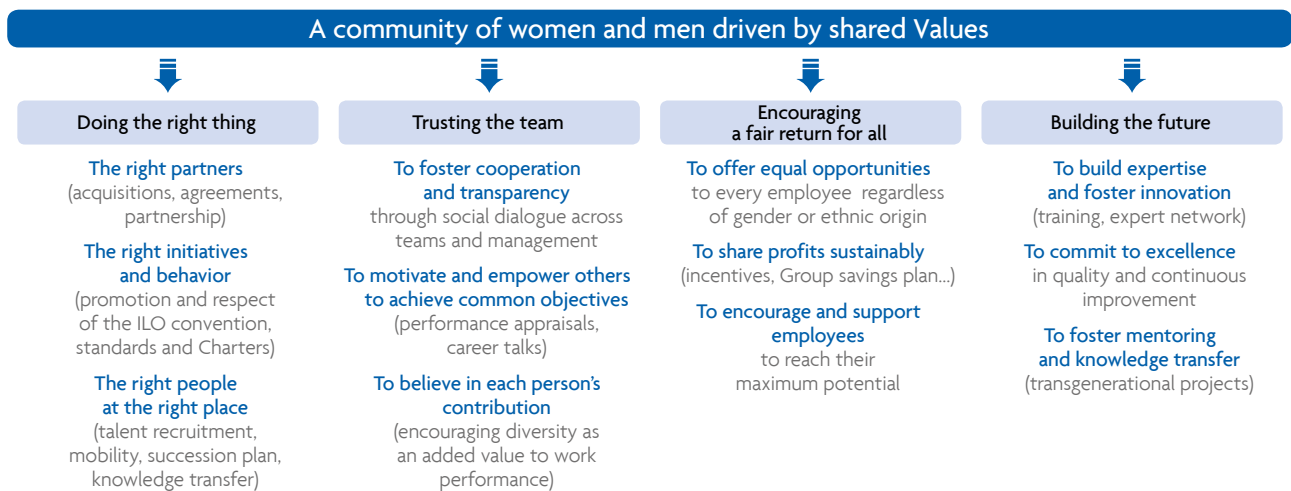 A community of women and men driven by shared Values
Doing the right thing
The right partners
(acquisitions, agreements,
partnership)
The right initiatives
and behavior
(promotion and respect
of the ILO convention,
standards and Charters)
The right people
at the right place
(talent recruitment,
mobility, succession plan,
knowledge transfer)
Trusting the team
To foster cooperation
and transparency
through social dialogue across
teams and management
To motivate and empower others
to achieve common objectives
(performance appraisals,
career talks)
To believe in each person’s
contribution
(encouraging diversity as
an added value to work
performance)
Encouraging
a fair return for all
To offer equal opportunities
to every employee regardless
of gender or ethnic origin
To share profits sustainably
(incentives, Group savings plan...)
To encourage and support
employees
to reach their
maximum potential
Building the future
To build expertise
and foster innovation
(training, expert network)
To commit to excellence
in quality and continuous
improvement
To foster mentoring
and knowledge transfer
(transgenerational projects)